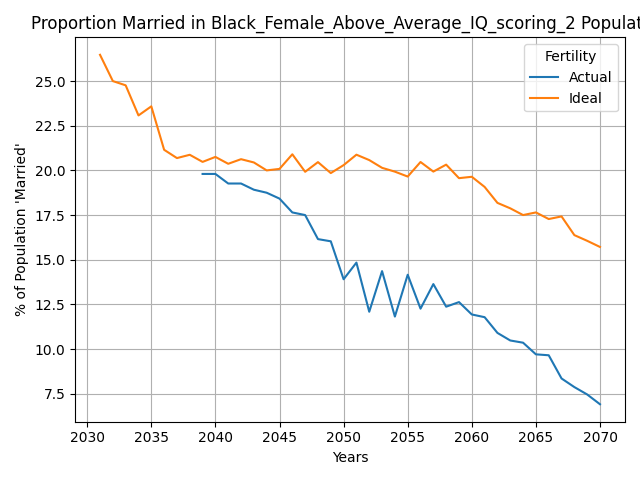 Proportion Married in Black_Female_Above_Average_IQ_scoring_2 Populat
Fertility
Actual
Ideal
25.0
22.5
20.0
17.5
15.0
12.5
10.0
7.5
% of Population 'Married'
2030 2035 2040 2045 2050 2055 2060 2065 2070
Years